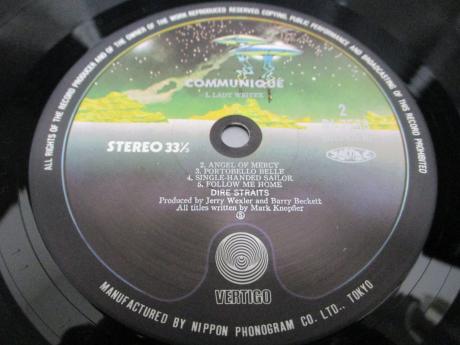 ALL RIGHTS OF THE RECORD PRODUCER AND OF THE OWNER OF THE WORK REPRODUCED RESERVED COPYING, PUBLIC PERFORMANCE AND BROADCASTING OF THIS RECORD PROHIBITED
COMMUNIQUÉ
1. LADY WRITER
2
STEREO 33⅓
2. ANGEL OF MERCY
3. PORTOBELLO BELLE
4. SINGLE-HANDED SAILOR
5. FOLLOW ME HOME
DIRE STRAITS
Produced by Jerry Wexler and Barry Beckett
All titles written by Mark Knopfler
VERTIGO
MANUFACTURED BY NIPPON PHONOGRAM CO. LTD., TOKYO